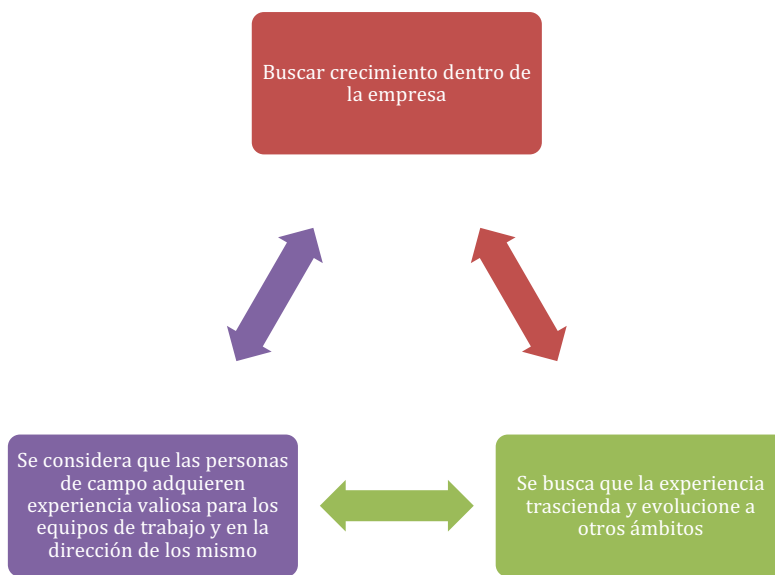 Buscar crecimiento dentro de
la empresa
Se considera que las personas
de campo adquieren
experiencia valiosa para los
equipos de trabajo y en la
dirección de los mismo
Se busca que la experiencia
trascienda y evolucione a
otros ámbitos